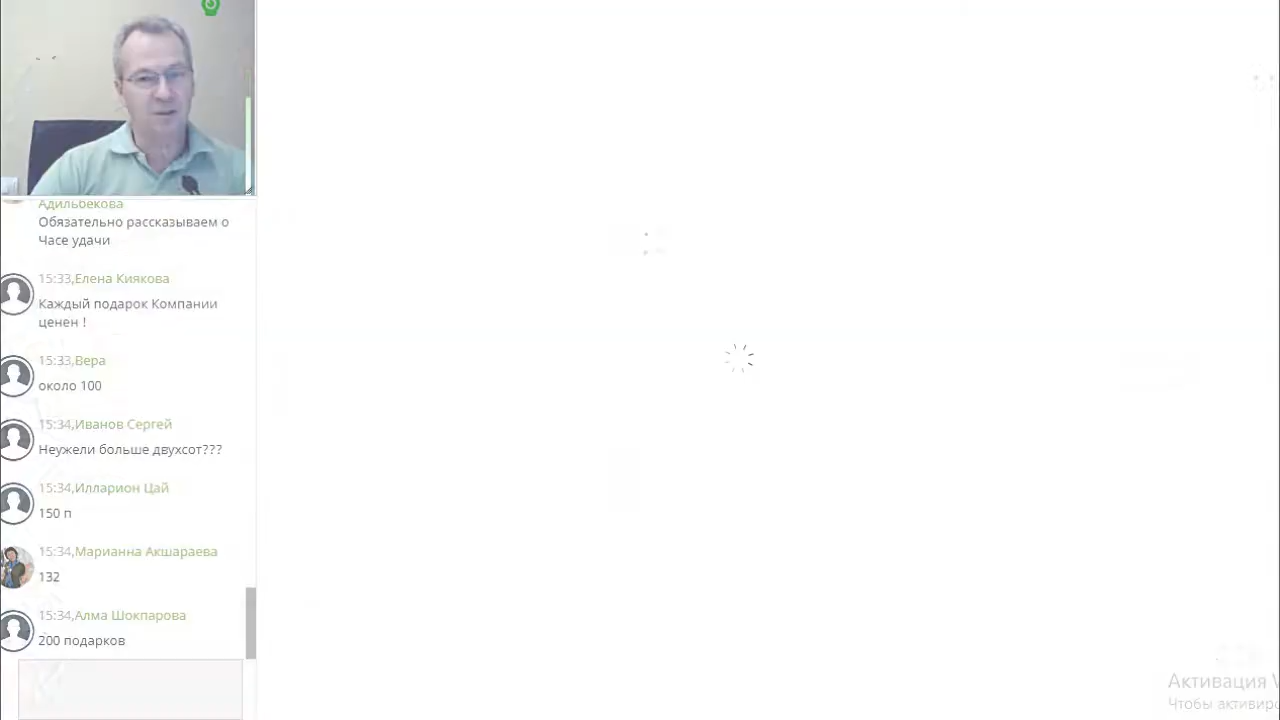 Адильбекова
Обязательно рассказываем о
Часе удачи
15:33,Елена Киякова
Каждый подарок Компании
ценен !
15:33,Вера
около 100
15:34,Иванов Сергей
Неужели больше двухсот???
15:34,Илларион Цай
150 п
15:34,Марианна Акшараева
132
15:34,Алма Шокпарова
200 подарков
Активация
Чтобы